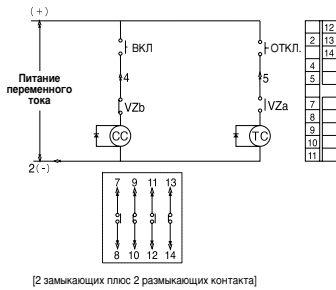 (+)
ВКЛ
ОТКЛ.
4
5
Питание
переменного
тока
VZb
VZa
CC
TC
2(-)
7 9 11 13
8 10 12 14
12
2 13
14
4
5
7
8
9
10
11
[2 замыкающих плюс 2 размыкающих контакта]